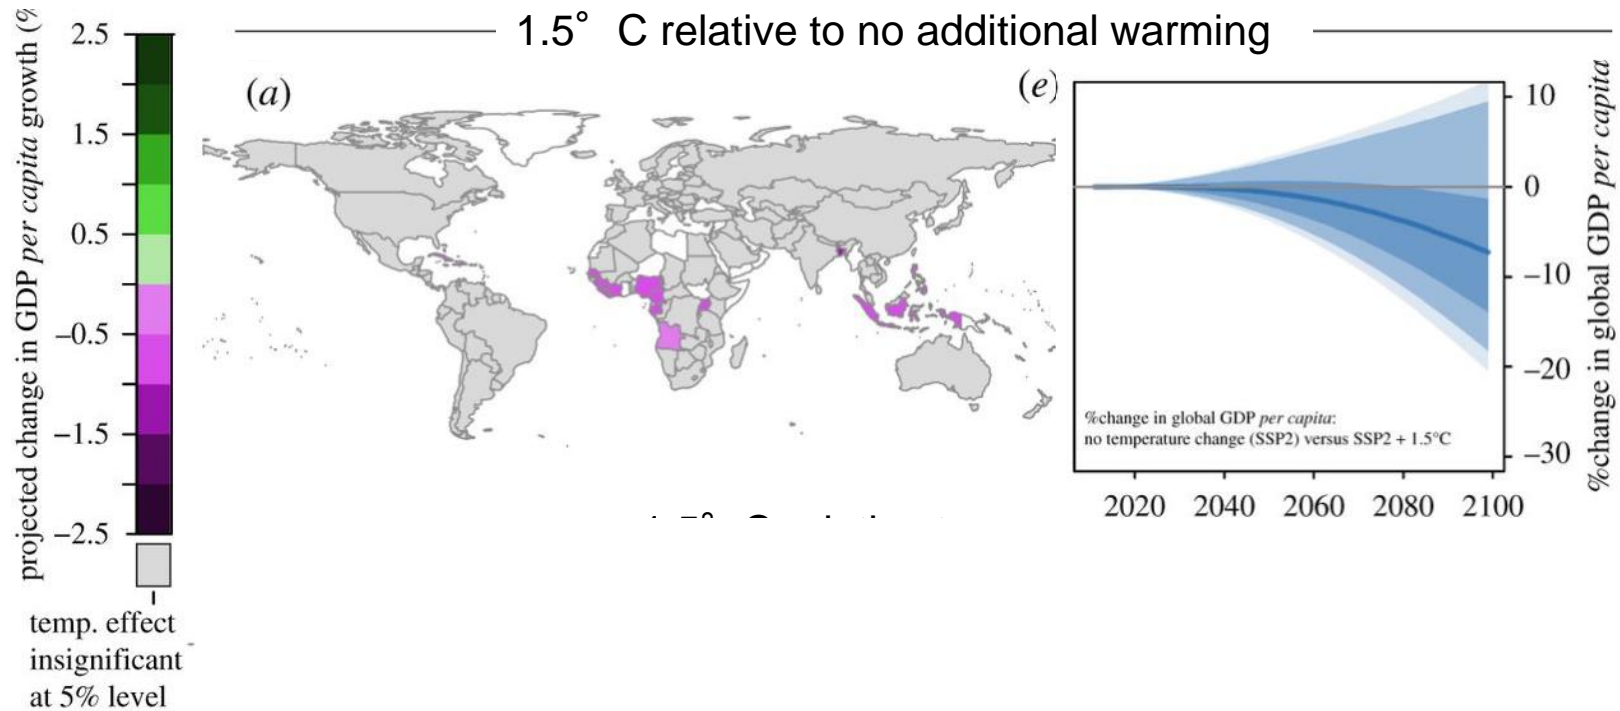 1.5° C relative to no additional warming
projected change in GDP per capita growth (%
2.5
1.5
0.5
−0.5
−1.5
−2.5
temp. effect
insignificant
at 5% level
(a)
(e)
10
0
−10
−20
−30
%change in global GDP per capita
%change in global GDP per capita:
no temperature change (SSP2) versus SSP2 + 1.5°C
2020 2040 2060 2080 2100